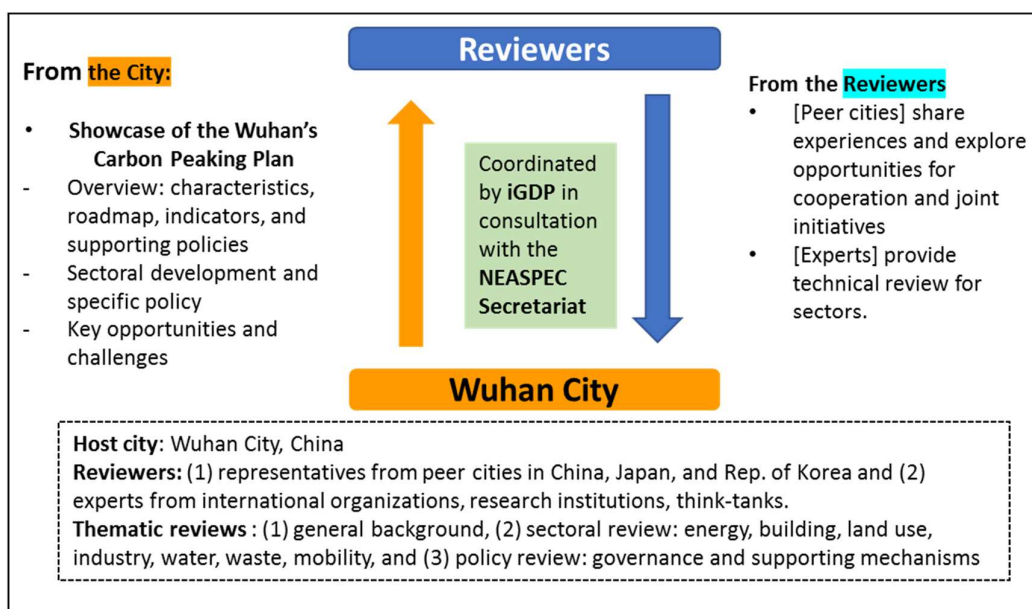 Reviewers
From the City:
• Showcase of the Wuhan's
Carbon Peaking Plan
- Overview: characteristics,
roadmap, indicators, and
supporting policies
- Sectoral development and
specific policy
- Key opportunities and
challenges
Coordinated
by iGDP in
consultation
with the
NEASPEC
Secretariat
From the Reviewers
• [Peer cities] share
experiences and explore
opportunities for
cooperation and joint
initiatives
• [Experts] provide
technical review for
sectors.
Wuhan City
Host city: Wuhan City, China
Reviewers: (1) representatives from peer cities in China, Japan, and Rep. of Korea and (2)
experts from international organizations, research institutions, think-tanks.
Thematic reviews : (1) general background, (2) sectoral review: energy, building, land use,
industry, water, waste, mobility, and (3) policy review: governance and supporting mechanisms